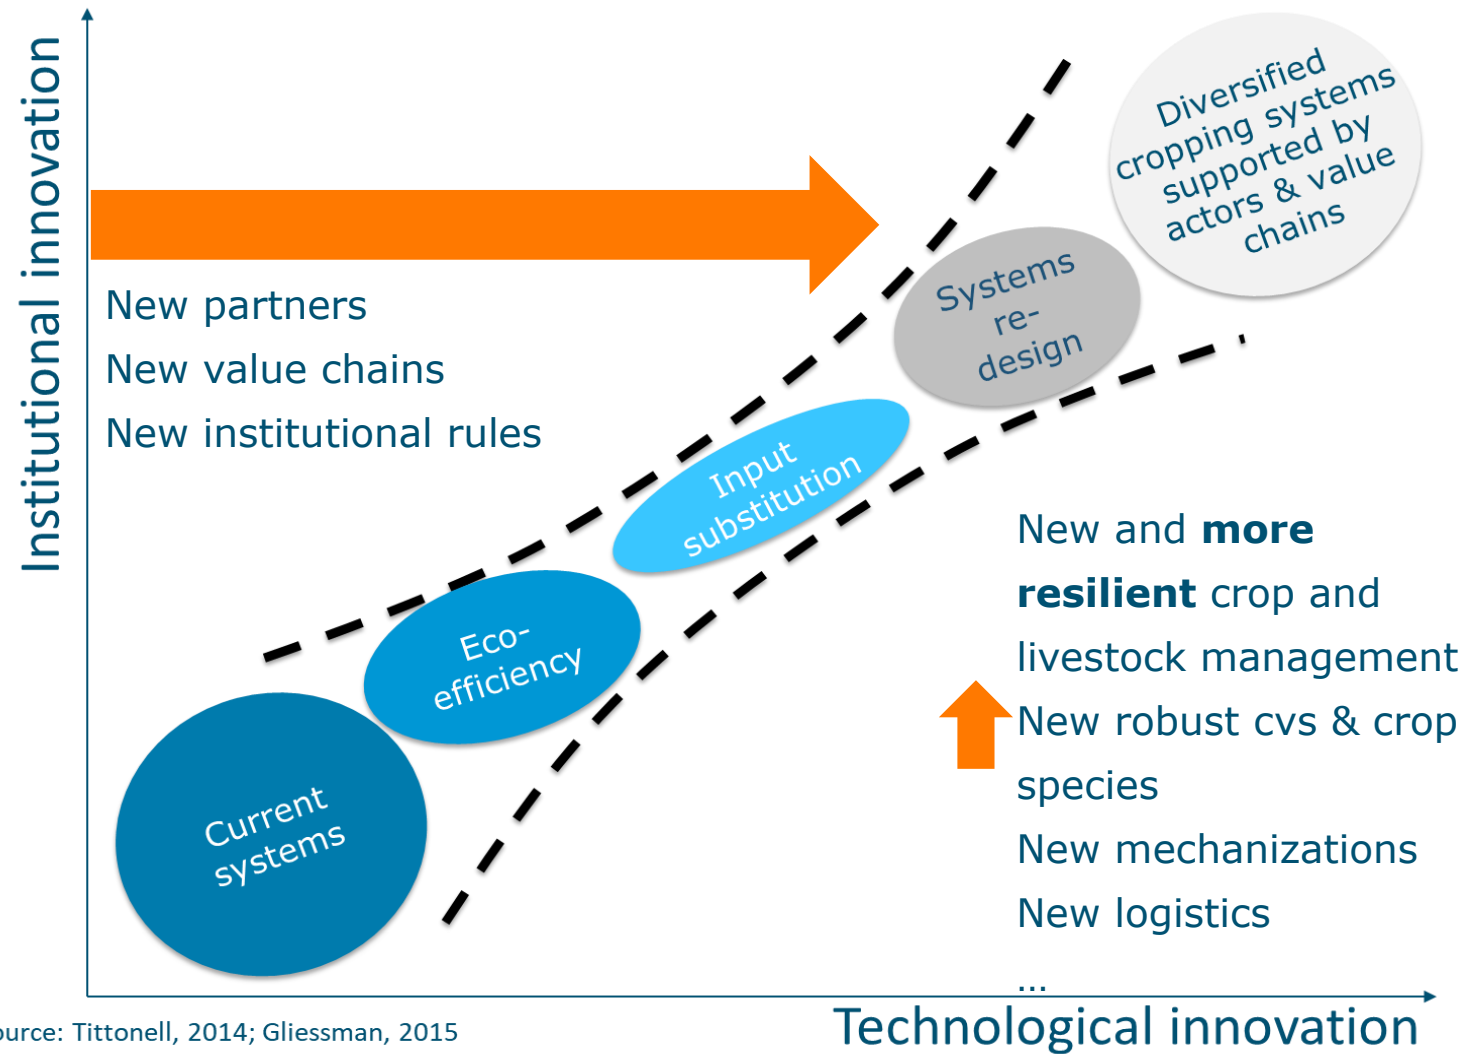 Institutional innovation
Diversified
cropping systems
supported by
actors & value
chains
Systems
re-
design
New partners
New value chains
New institutional rules
Input
substitution
New and more
resilient crop and
livestock management
New robust cvs & crop
species
New mechanizations
New logistics
...
Eco-
efficiency
Current
systems
ource: Tittonell, 2014; Gliessman, 2015
Technological innovation